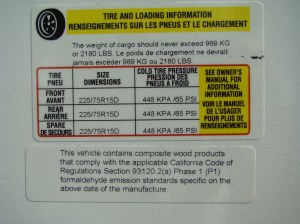 TIRE AND LOADING INFORMATION
RENSEIGNEMENTS SUR LES PNEUS ET LE CHARGEMENT
The weight of cargo should never exceed 989 KG
or 2180 LBS. Le poids de chargement ne devrait
jamais excéder 989 KG ou 2180 LBS.
TIRE
PNEU
SIZE
DIMENSIONS
COLD TIRE PRESSURE
PRESSION DES
PNEUS A FROID
FRONT
AVANT
225/75R15D
448 KPA /65 PSI
REAR
ARRIÈRE
225/75R15D
448 KPA /65 PSI
SPARE
DE SECOURS
225/75R15D
448 KPA /65 PSI
SEE OWNER'S
MANUAL FOR
ADDITIONAL
INFORMATION
VOIR LE MANUEL
DE L'USAGER
POUR PLUS DE
RENSEIGNEMENTS
This vehicle contains composite wood products
that comply with the applicable California Code of
Regulations Section 93120.2(a) Phase 1 (P1)
formaldehyde emission standards specific on the
above date of the manufacture.